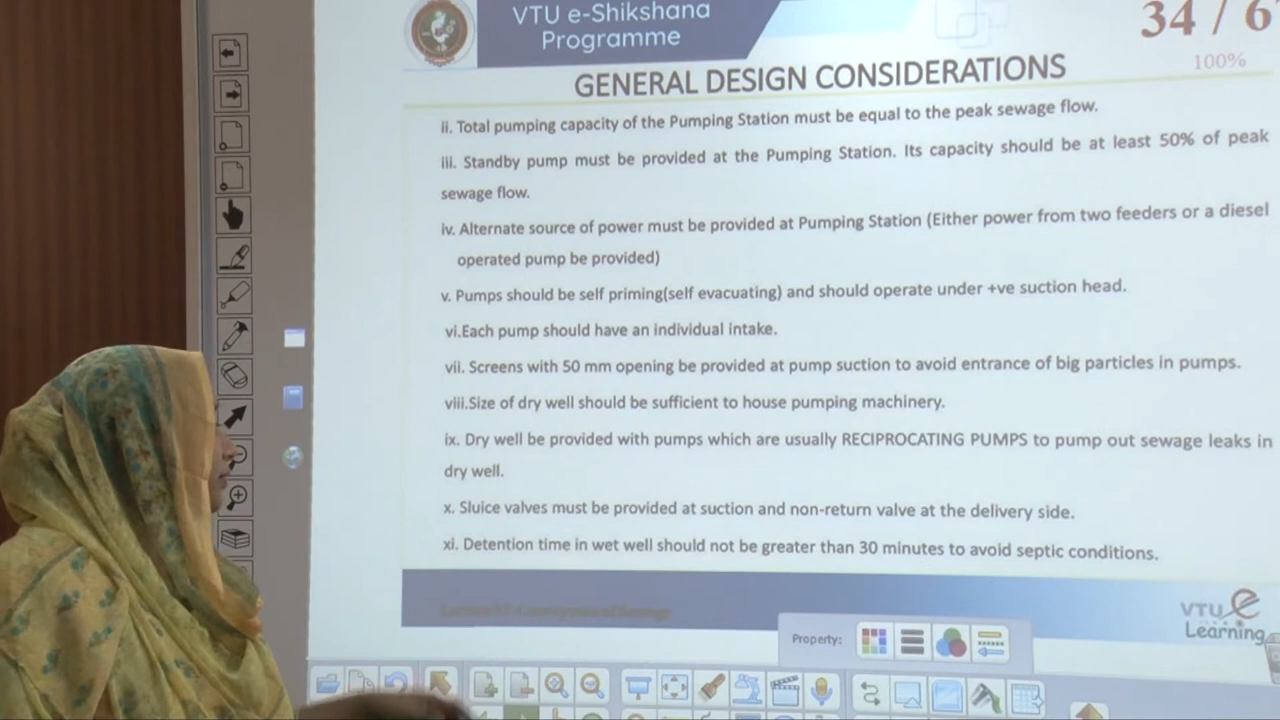 VTU e-Shikshana
Programme
34 / 6
100%
GENERAL DESIGN CONSIDERATIONS
ii. Total pumping capacity of the Pumping Station must be equal to the peak sewage flow.
iii. Standby pump must be provided at the Pumping Station. Its capacity should be at least 50% of peak
sewage flow.
iv. Alternate source of power must be provided at Pumping Station (Either power from two feeders or a diesel
operated pump be provided)
v. Pumps should be self priming(self evacuating) and should operate under +ve suction head.
vi.Each pump should have an individual intake.
vii. Screens with 50 mm opening be provided at pump suction to avoid entrance of big particles in pumps.
viii.Size of dry well should be sufficient to house pumping machinery.
ix. Dry well be provided with pumps which are usually RECIPROCATING PUMPS to pump out sewage leaks in
dry well.
x. Sluice valves must be provided at suction and non-return valve at the delivery side.
xi. Detention time in wet well should not be greater than 30 minutes to avoid septic conditions.
VTU e
Learning
Property: